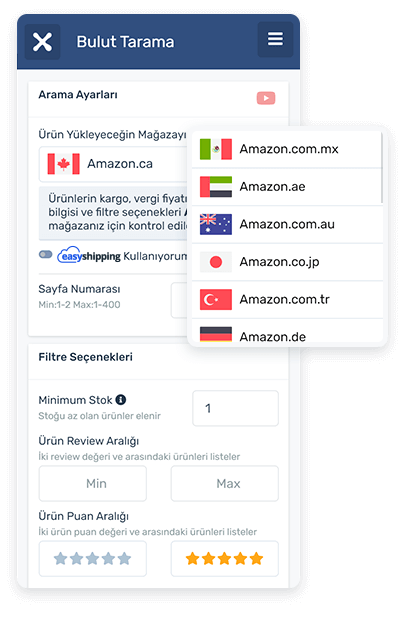 Bulut Tarama
Arama Ayarları
Ürün Yükleyeceğin Mağazayı
Amazon.ca
Ürünlerin kargo, vergi fiyatı
bilgisi ve filtre seçenekleri
mağazanız için kontrol
easyshipping Kullanıyorum
Sayfa Numarası
Min:1-2 Max:1-400
Amazon.com.mx
Amazon.ae
Amazon.com.au
Amazon.co.jp
Amazon.com.tr
Amazon.de
Filtre Seçenekleri
Minimum Stok
Stoğu az olan ürünler elenir
1
Ürün Review Aralığı
İki review değeri ve arasındaki ürünleri listeler
Min
Max
Ürün Puan Aralığı
İki ürün puan değeri ve arasındaki ürünleri listeler